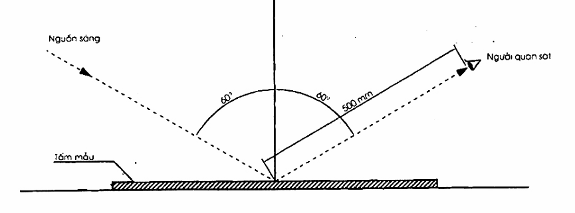 Nguồn sáng
Người quan sát
60°
60°
500 mm
Tấm mẫu